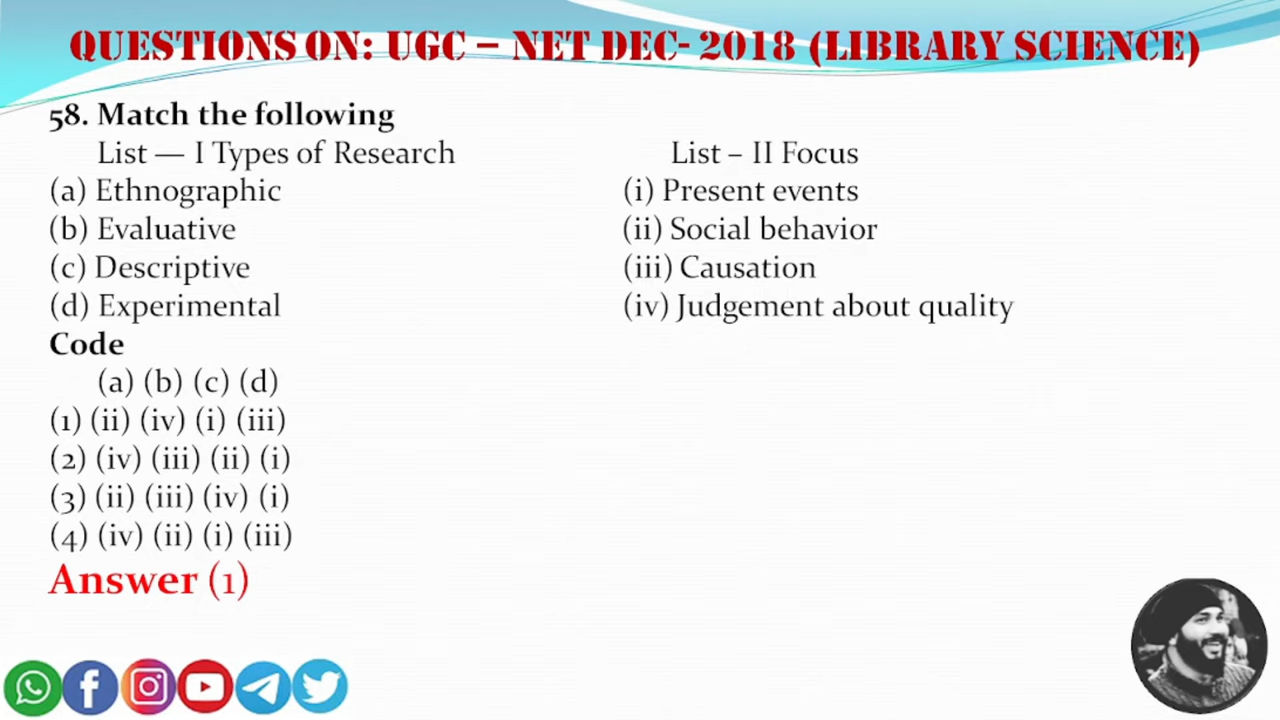 QUESTIONS ON: UGC – NET DEC- 2018 (LIBRARY SCIENCE)
58. Match the following
List — I Types of Research List – II Focus
(a) Ethnographic (i) Present events
(b) Evaluative (ii) Social behavior
(c) Descriptive (iii) Causation
(d) Experimental (iv) Judgement about quality
Code
(a) (b) (c) (d)
(1) (ii) (iv) (i) (iii)
(2) (iv) (iii) (ii) (i)
(3) (ii) (iii) (iv) (i)
(4) (iv) (ii) (i) (iii)
Answer (1)